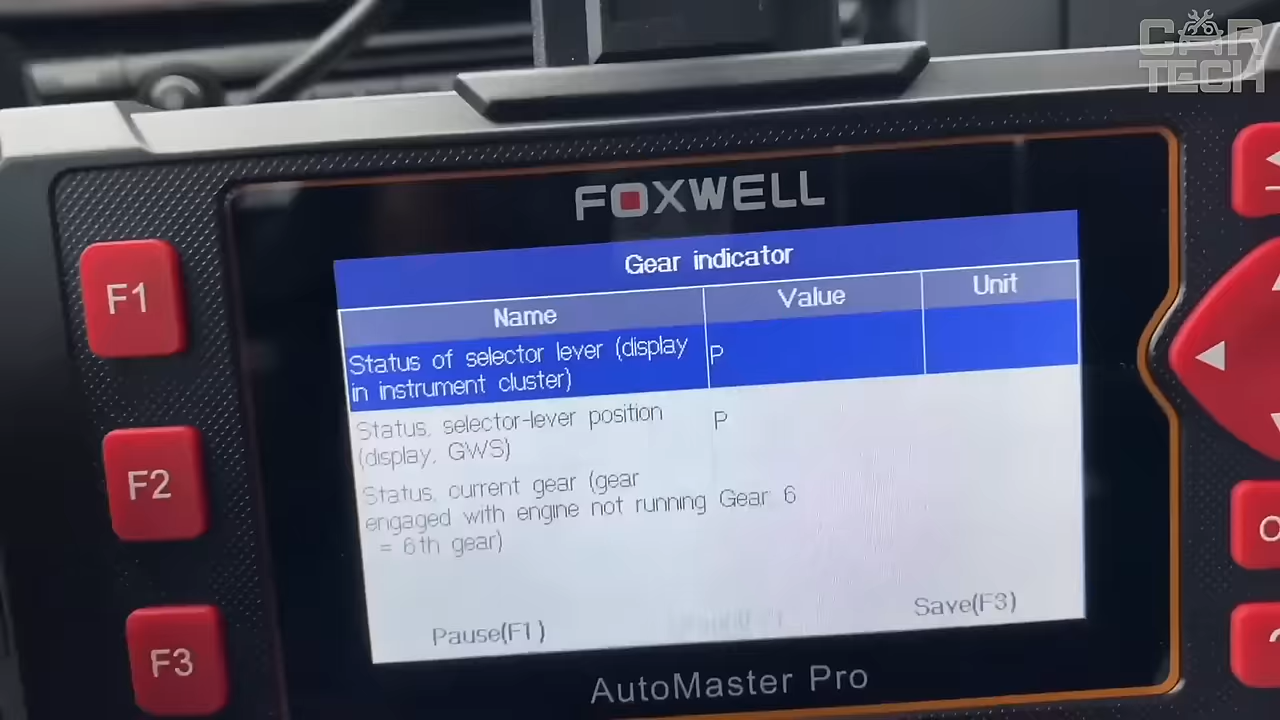 CAR
TECH
FOXWELL
Gear indicator
Name Value Unit
Status of selector lever (display P
in instrument cluster)
Status, selector-lever position P
(display, GWS)
Status, current gear (gear
engaged with engine not running Gear 6
= 6th gear)
Pause(F1) Save(F3)
AutoMaster Pro
F1
F2
F3